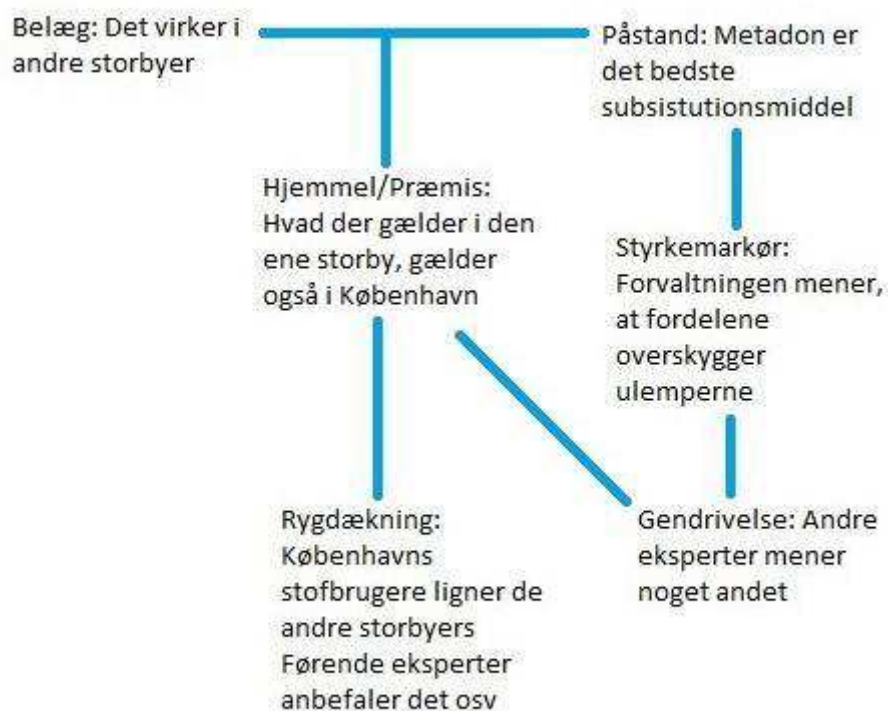 Belæg: Det virker i
andre storbyer
Påstand: Metadon er
det bedste
subsistutionsmiddel
Hjemmel/Præmis:
Hvad der gælder i den
ene storby, gælder
også i København
Styrkemarkør:
Forvaltningen mener,
at fordelene
overskygger
ulemperne
Rygdækning:
Københavns
stofbrugere ligner de
andre storbyers
Førende eksperter
anbefaler det osv
Gendrivelse: Andre
eksperter mener
noget andet